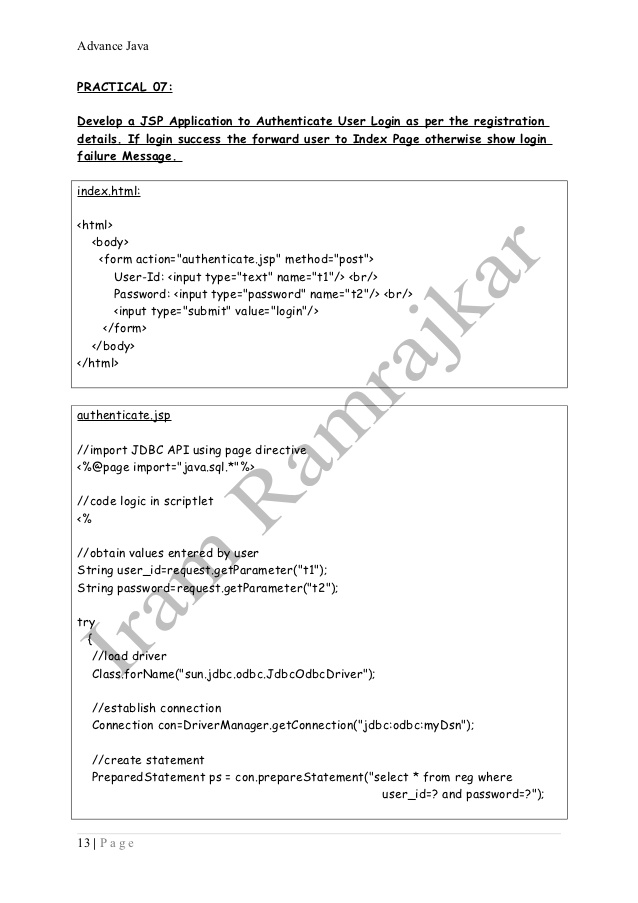 Advance Java
PRACTICAL 07:
Develop a JSP Application to Authenticate User Login as per the registration
details. If login success the forward user to Index Page otherwise show login
failure Message.
index.html:
<html>
<body>
<form action="authenticate.jsp" method="post">
User-Id: <input type="text" name="t1"/> <br/>
Password: <input type="password" name="t2"/> <br/>
<input type="submit" value="login"/>
</form>
</body>
</html>
authenticate.jsp
//import JDBC API using page directive
<%@page import="java.sql.*"%>
//code logic in scriptlet
<%
//obtain values entered by user
String user_id=request.getParameter("t1");
String password=request.getParameter("t2");
try
{
//load driver
Class.forName("sun.jdbc.odbc.JdbcOdbcDriver");
//establish connection
Connection con=DriverManager.getConnection("jdbc:odbc:myDsn");
//create statement
PreparedStatement ps = con.prepareStatement("select * from reg where
user_id=? and password=?");
13 | P a g e
Iram Ramrajkar